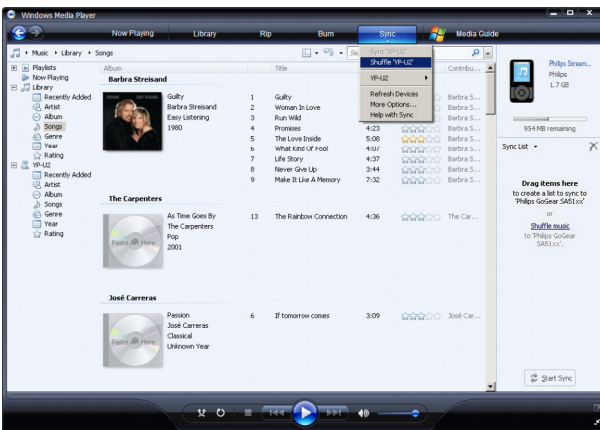 Windows Media Player
Now Playing Library Rip Burn Sync Media Guide
Music › Library › Songs
Sync 'YP-U2'
Shuffle 'YP-U2'
YP-U2
Refresh Devices
More Options...
Help with Sync
Playlists
Now Playing
Library
Recently Added
Artist
Album
Songs
Genre
Year
Rating
YP-U2
Recently Added
Artist
Album
Songs
Genre
Year
Rating
Album Title Contribu...
Barbra Streisand
Guilty
Barbra Streisand
Easy Listening
1980
1 Guilty Barbra S...
2 Woman In Love Barbra S...
3 Run Wild Barbra S...
4 Promises 4:23 Barbra S...
5 The Love Inside 5:08 Barbra S...
6 What Kind Of Fool 4:07 Barbra S...
7 Life Story 4:37 Barbra S...
8 Never Give Up 3:44 Barbra S...
9 Make It Like A Memory 7:32 Barbra S...
The Carpenters
Paste Art Here
As Time Goes By
The Carpenters
Pop
2001
13 The Rainbow Connection 4:36 The Car...
José Carreras
Paste Art Here
Passion
José Carreras
Classical
Unknown Year
6 If tomorrow comes 3:09 José Car...
Philips Stream...
Philips
1.7 GB
954 MB remaining
Sync List
Drag items here
to create a list to sync to
'Philips GoGear SA51xx'.
or
Shuffle music
to 'Philips GoGear
SA51xx'.
Start Sync